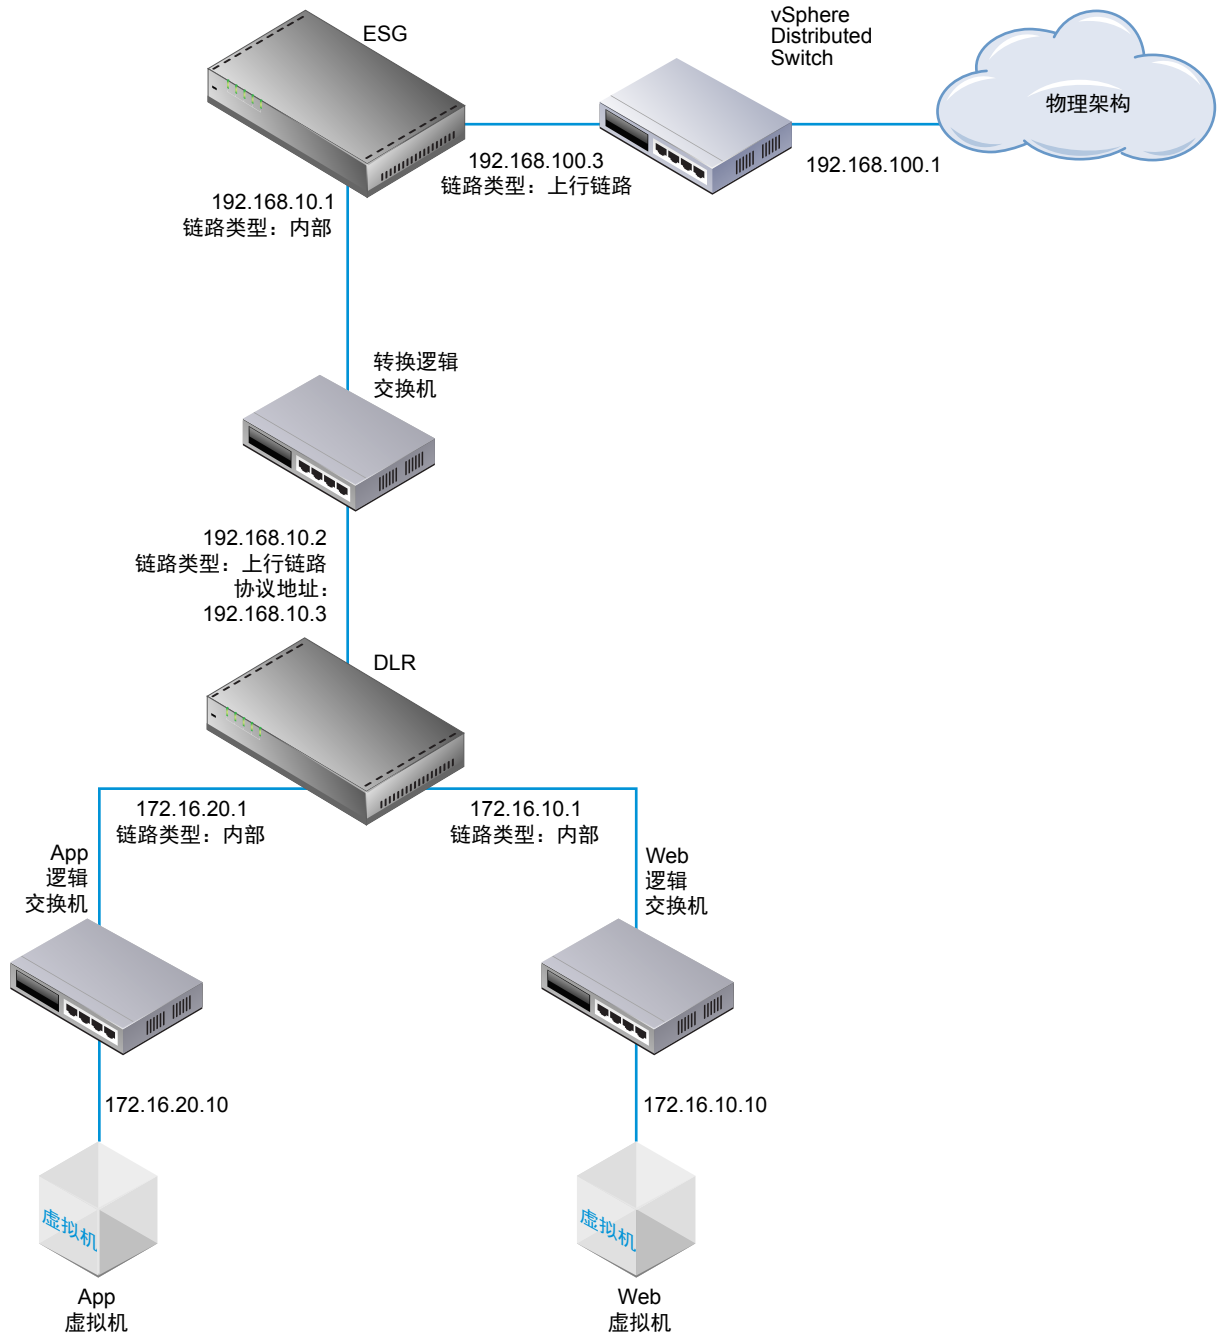 ESG
vSphere
Distributed
Switch
物理架构
192.168.100.3
链路类型：上行链路
192.168.100.1
192.168.10.1
链路类型：内部
转换逻辑
交换机
192.168.10.2
链路类型：上行链路
协议地址：
192.168.10.3
DLR
172.16.20.1
链路类型：内部
172.16.10.1
链路类型：内部
App
逻辑
交换机
Web
逻辑
交换机
172.16.20.10
172.16.10.10
虚拟机
虚拟机
App
虚拟机
Web
虚拟机